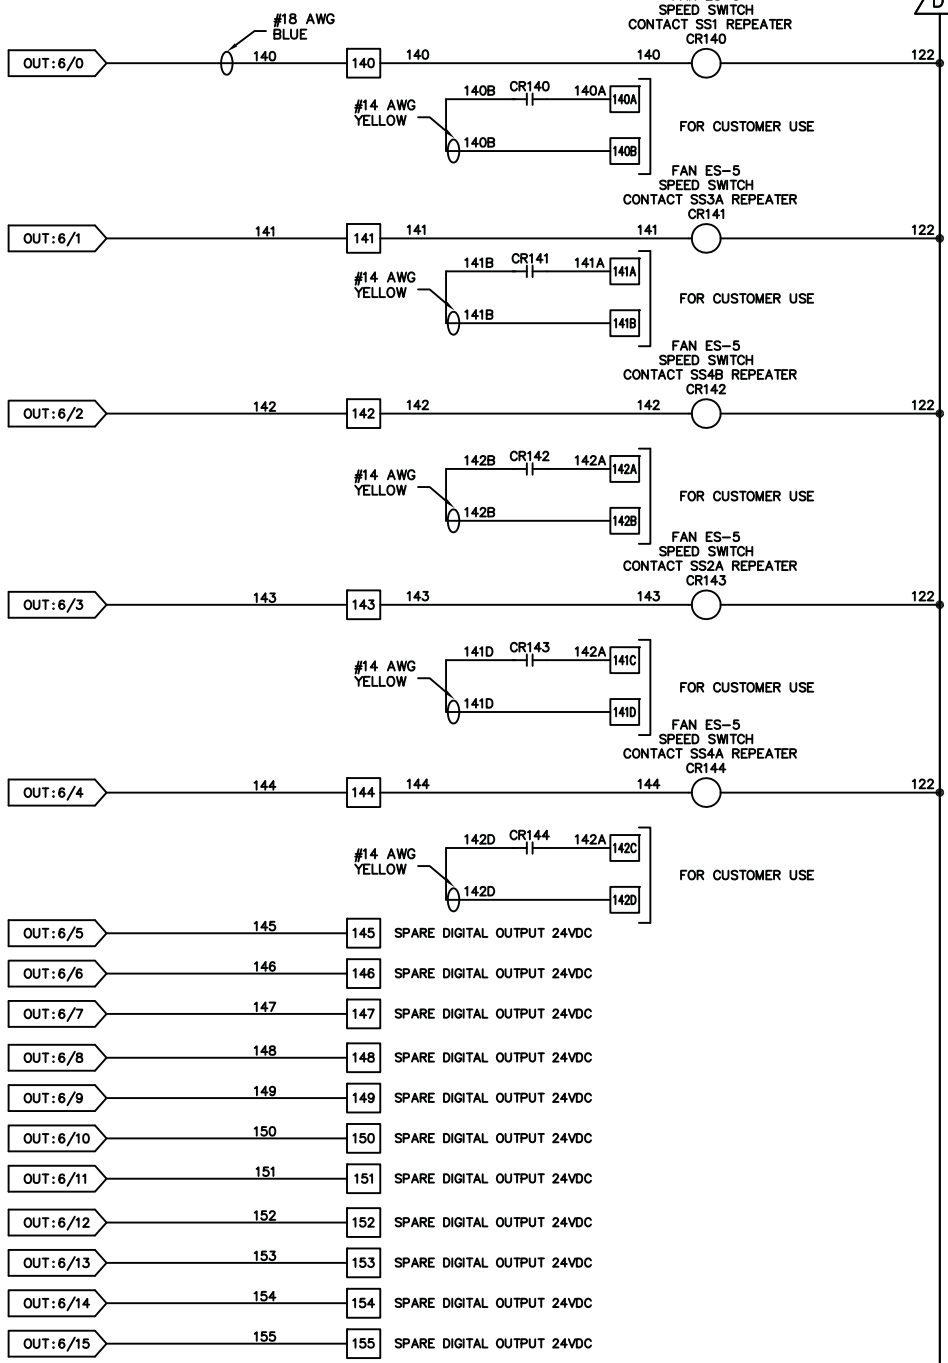 SPEED SWITCH
CONTACT SS1 REPEATER
CR140
#18 AWG
BLUE
OUT:6/0
140
140
140
140
122
#14 AWG
YELLOW
140B
CR140
140A
140A
140B
140B
FOR CUSTOMER USE
FAN ES-5
SPEED SWITCH
CONTACT SS3A REPEATER
CR141
OUT:6/1
141
141
141
141
122
#14 AWG
YELLOW
141B
CR141
141A
141A
141B
141B
FOR CUSTOMER USE
FAN ES-5
SPEED SWITCH
CONTACT SS4B REPEATER
CR142
OUT:6/2
142
142
142
142
122
#14 AWG
YELLOW
142B
CR142
142A
142A
142B
142B
FOR CUSTOMER USE
FAN ES-5
SPEED SWITCH
CONTACT SS2A REPEATER
CR143
OUT:6/3
143
143
143
143
122
#14 AWG
YELLOW
141D
CR143
142A
141C
141D
141D
FOR CUSTOMER USE
FAN ES-5
SPEED SWITCH
CONTACT SS4A REPEATER
CR144
OUT:6/4
144
144
144
144
122
#14 AWG
YELLOW
142D
CR144
142A
142C
142D
142D
FOR CUSTOMER USE
OUT:6/5 145 145 SPARE DIGITAL OUTPUT 24VDC
OUT:6/6 146 146 SPARE DIGITAL OUTPUT 24VDC
OUT:6/7 147 147 SPARE DIGITAL OUTPUT 24VDC
OUT:6/8 148 148 SPARE DIGITAL OUTPUT 24VDC
OUT:6/9 149 149 SPARE DIGITAL OUTPUT 24VDC
OUT:6/10 150 150 SPARE DIGITAL OUTPUT 24VDC
OUT:6/11 151 151 SPARE DIGITAL OUTPUT 24VDC
OUT:6/12 152 152 SPARE DIGITAL OUTPUT 24VDC
OUT:6/13 153 153 SPARE DIGITAL OUTPUT 24VDC
OUT:6/14 154 154 SPARE DIGITAL OUTPUT 24VDC
OUT:6/15 155 155 SPARE DIGITAL OUTPUT 24VDC